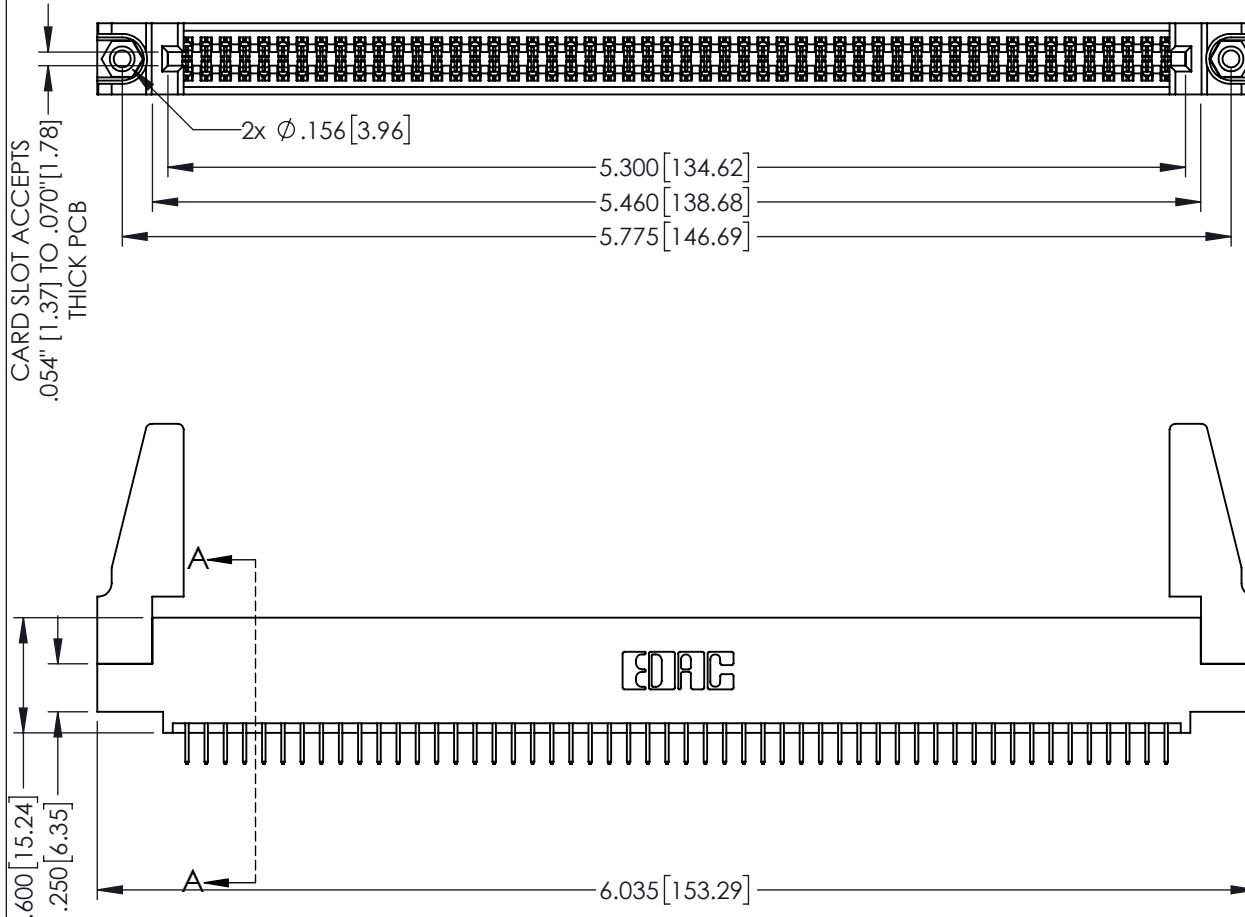 2x ⌀ .156[3.96]
5.300[134.62]
5.460[138.68]
5.775[146.69]
CARD SLOT ACCEPTS
.054" [1.37] TO .070"[1.78]
THICK PCB
A
EDAC
.600[15.24]
.250[6.35]
A
6.035[153.29]